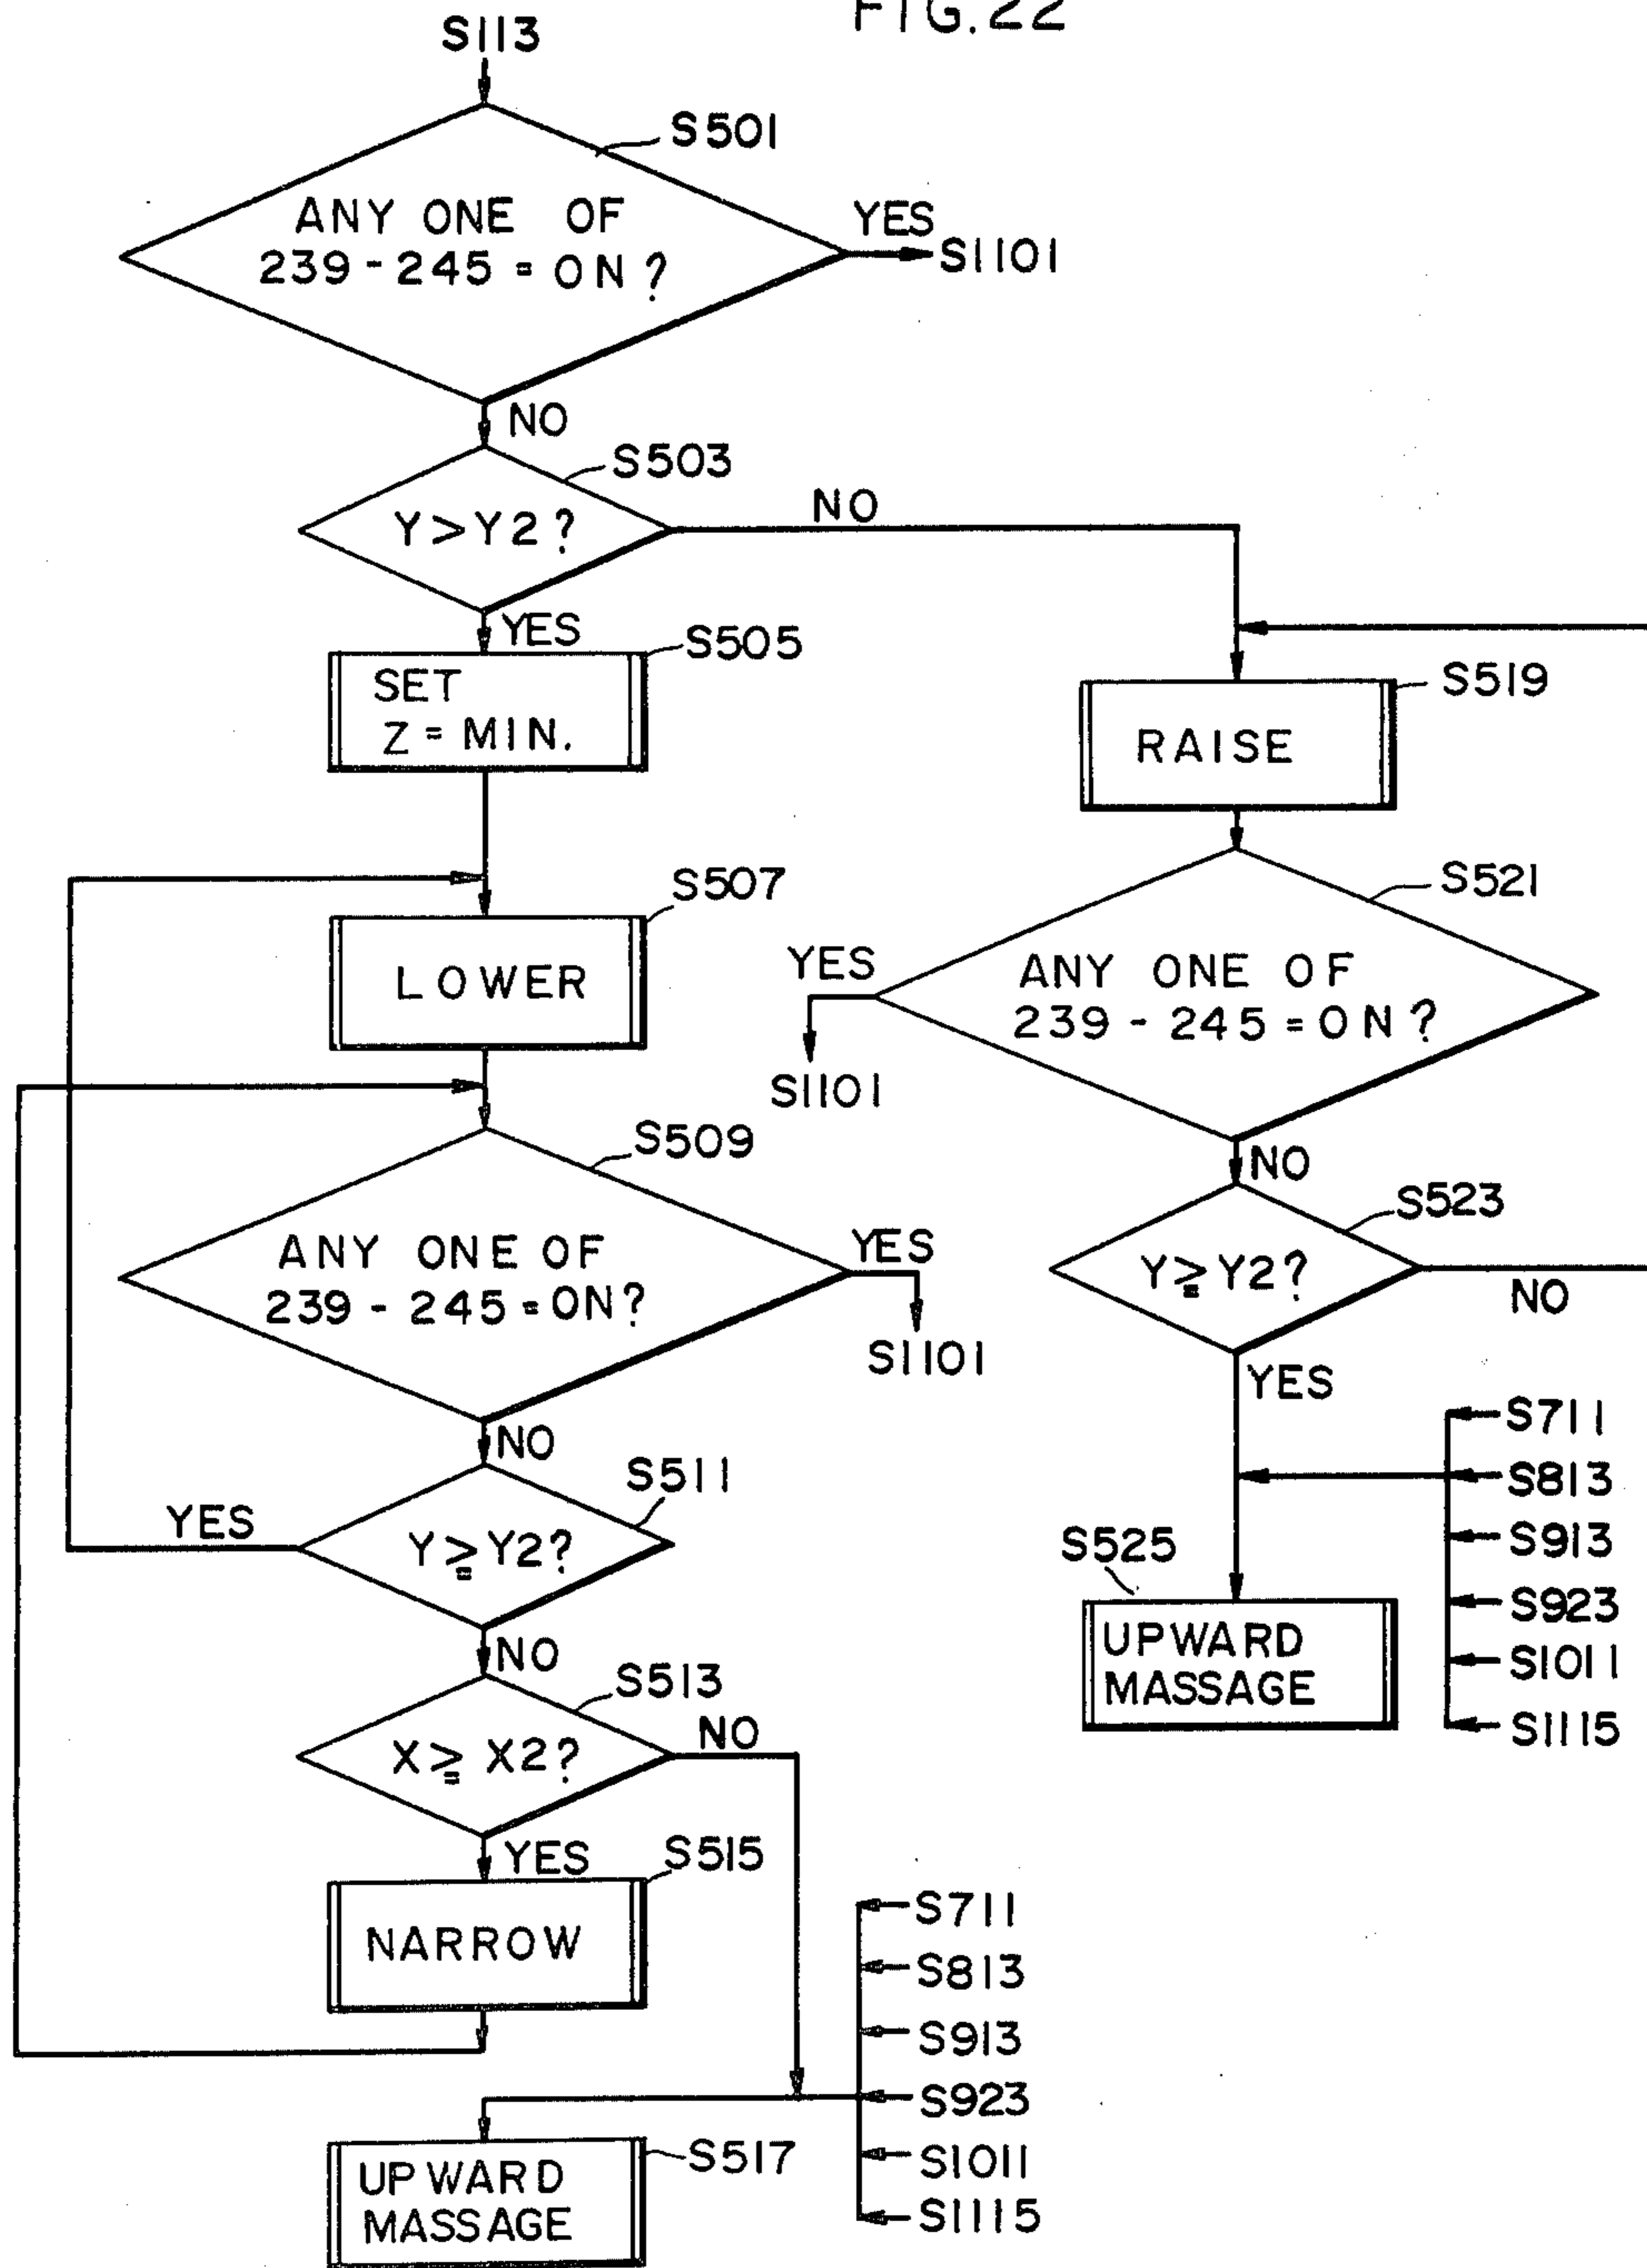 FIG.22
S113
S501
ANY ONE OF
239-245=ON?
YES
S1101
NO
S503
Y>Y2?
NO
YES
S505
SET
Z=MIN.
S507
LOWER
S509
ANY ONE OF
239-245=ON?
YES
S1101
NO
S511
Y≧Y2?
YES
NO
S513
X≧X2?
NO
YES
S515
NARROW
S711
S813
S913
S923
S1011
S1115
S517
UPWARD
MASSAGE
S519
RAISE
S521
ANY ONE OF
239-245=ON?
YES
S1101
NO
S523
Y≧Y2?
NO
YES
S711
S813
S913
S923
S1011
S1115
S525
UPWARD
MASSAGE